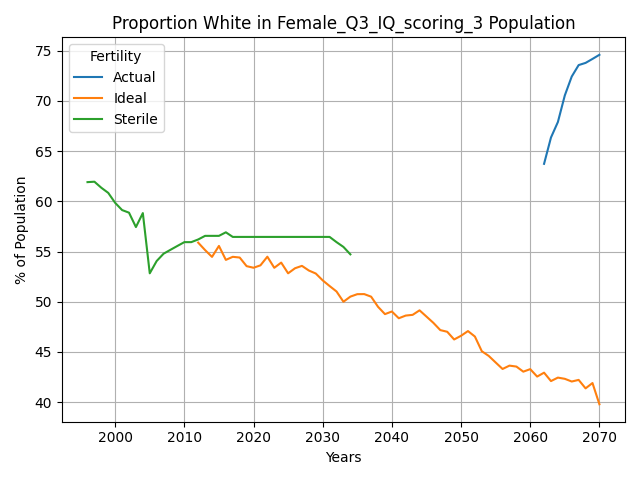 Proportion White in Female_Q3_IQ_scoring_3 Population
Fertility
Actual
Ideal
Sterile
% of Population
75
70
65
60
55
50
45
40
2000
2010
2020
2030
2040
2050
2060
2070
Years